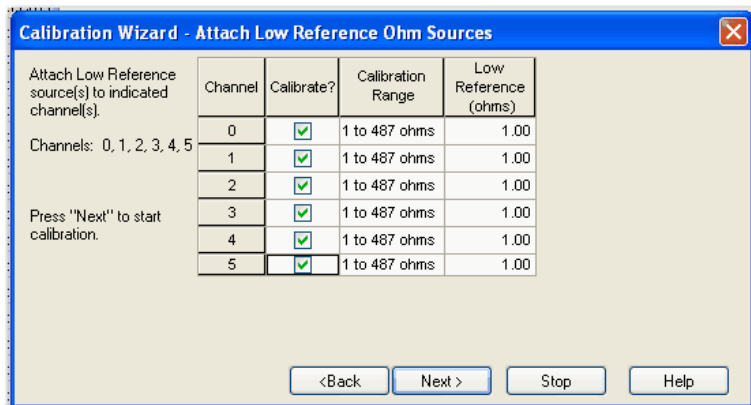 Calibration Wizard - Attach Low Reference Ohm Sources
Attach Low Reference
source(s) to indicated
channel(s).
Channels: 0, 1, 2, 3, 4, 5
Press "Next" to start
calibration.
Channel Calibrate? Calibration Range Low Reference (ohms)
0 1 to 487 ohms 1.00
1 1 to 487 ohms 1.00
2 1 to 487 ohms 1.00
3 1 to 487 ohms 1.00
4 1 to 487 ohms 1.00
5 1 to 487 ohms 1.00
<Back Next > Stop Help